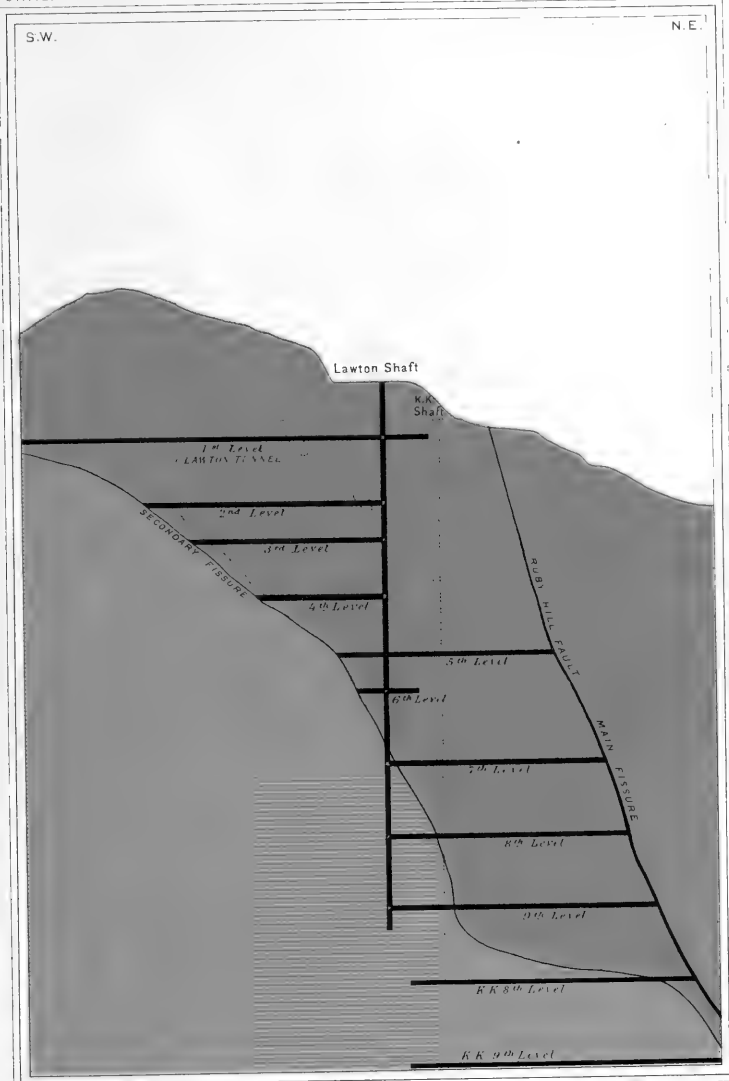 S.W.
N.E.
Lawton Shaft
K.K.
Shaft
1st Level
LAWTON TUNNEL
2nd Level
SECONDARY FISSURE
3rd Level
4th Level
RUBY HILL FAULT
5th Level
6th Level
MAIN FISSURE
7th Level
8th Level
9th Level
K K 8th Level
K K 9th Level